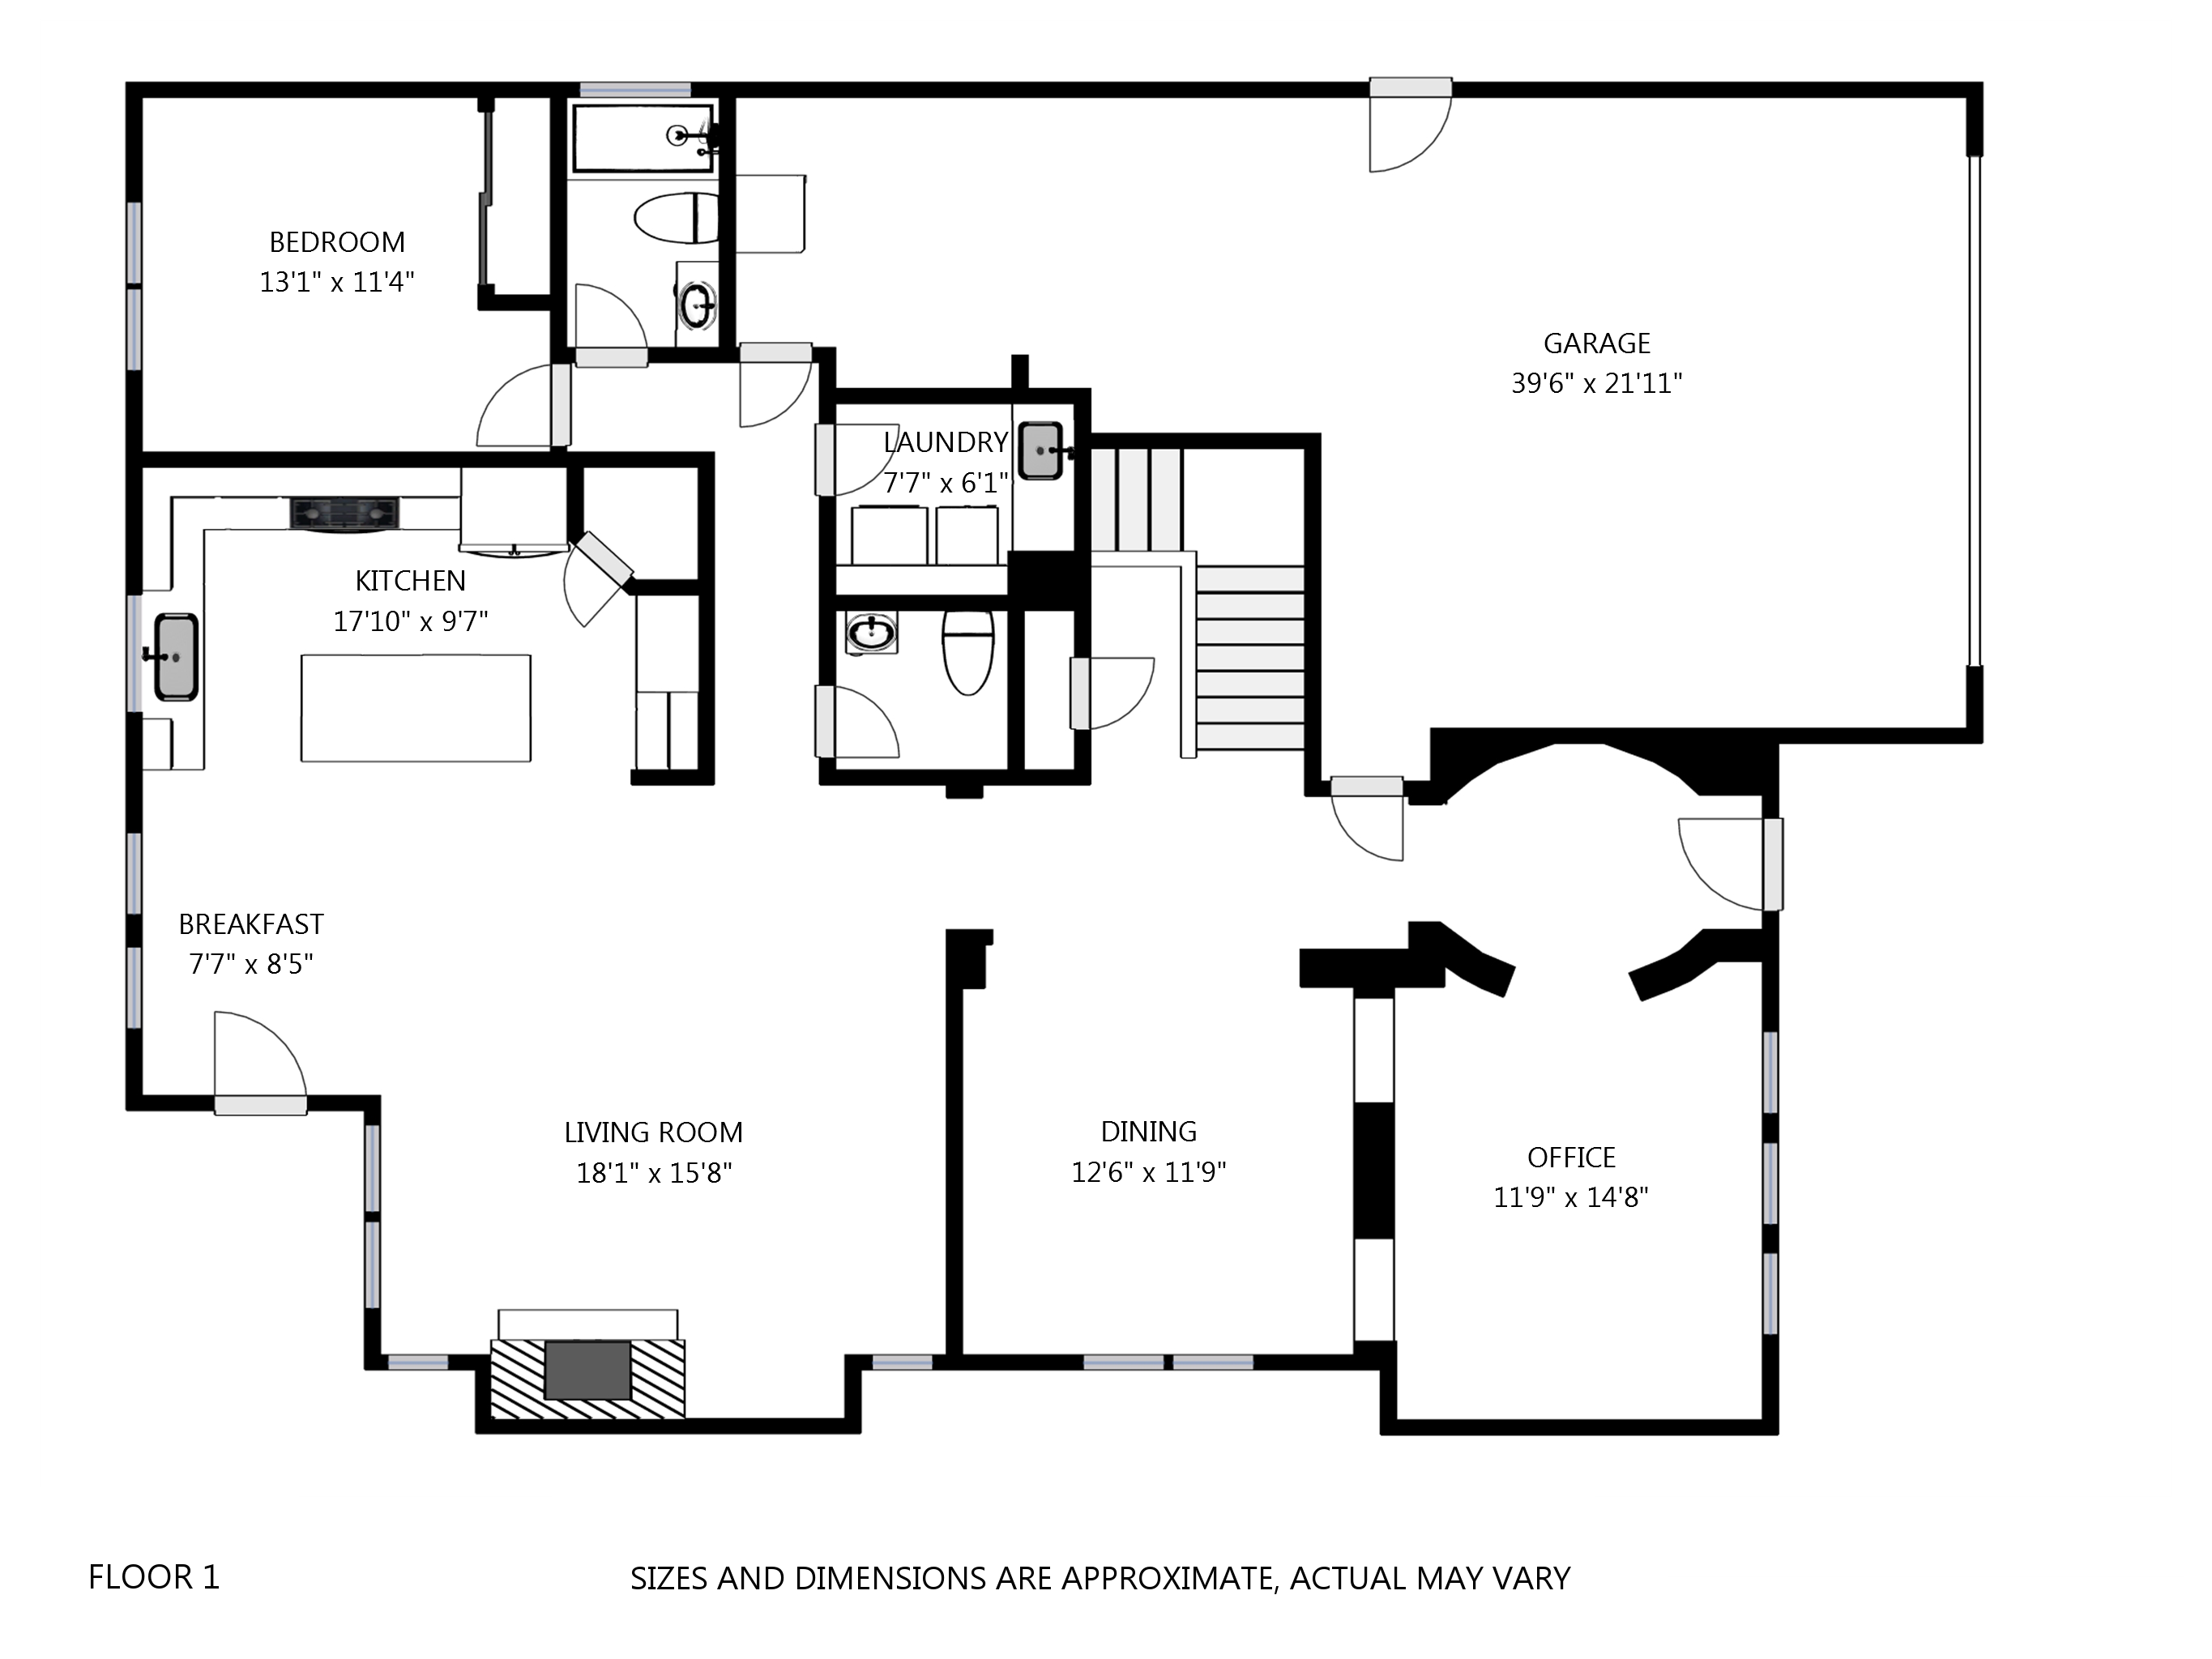 BEDROOM
13'1" x 11'4"
GARAGE
39'6" x 21'11"
LAUNDRY
7'7" x 6'1"
KITCHEN
17'10" x 9'7"
BREAKFAST
7'7" x 8'5"
LIVING ROOM
18'1" x 15'8"
DINING
12'6" x 11'9"
OFFICE
11'9" x 14'8"
FLOOR 1
SIZES AND DIMENSIONS ARE APPROXIMATE, ACTUAL MAY VARY